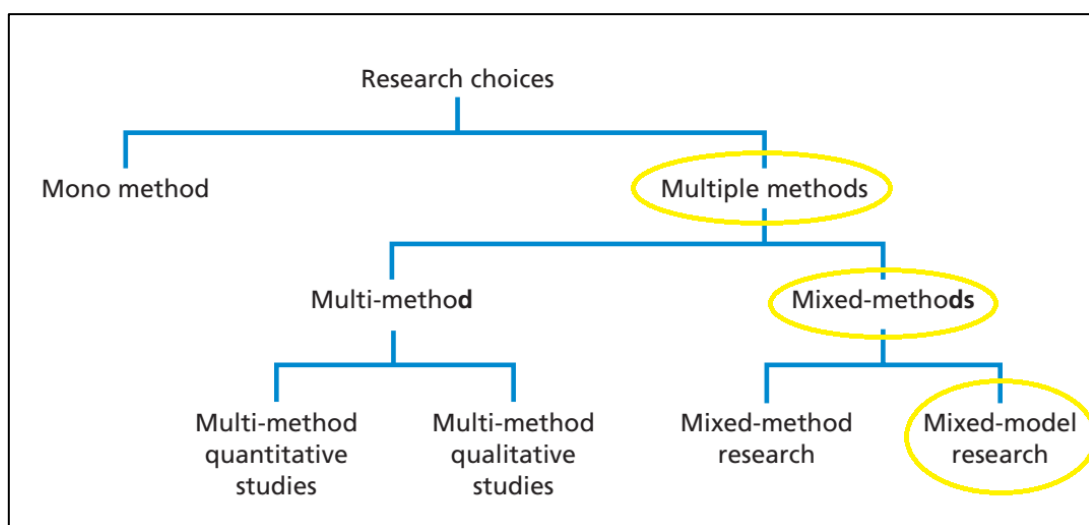 Research choices
Mono method
Multiple methods
Multi-method
Mixed-methods
Multi-method
quantitative
studies
Multi-method
qualitative
studies
Mixed-method
research
Mixed-model
research